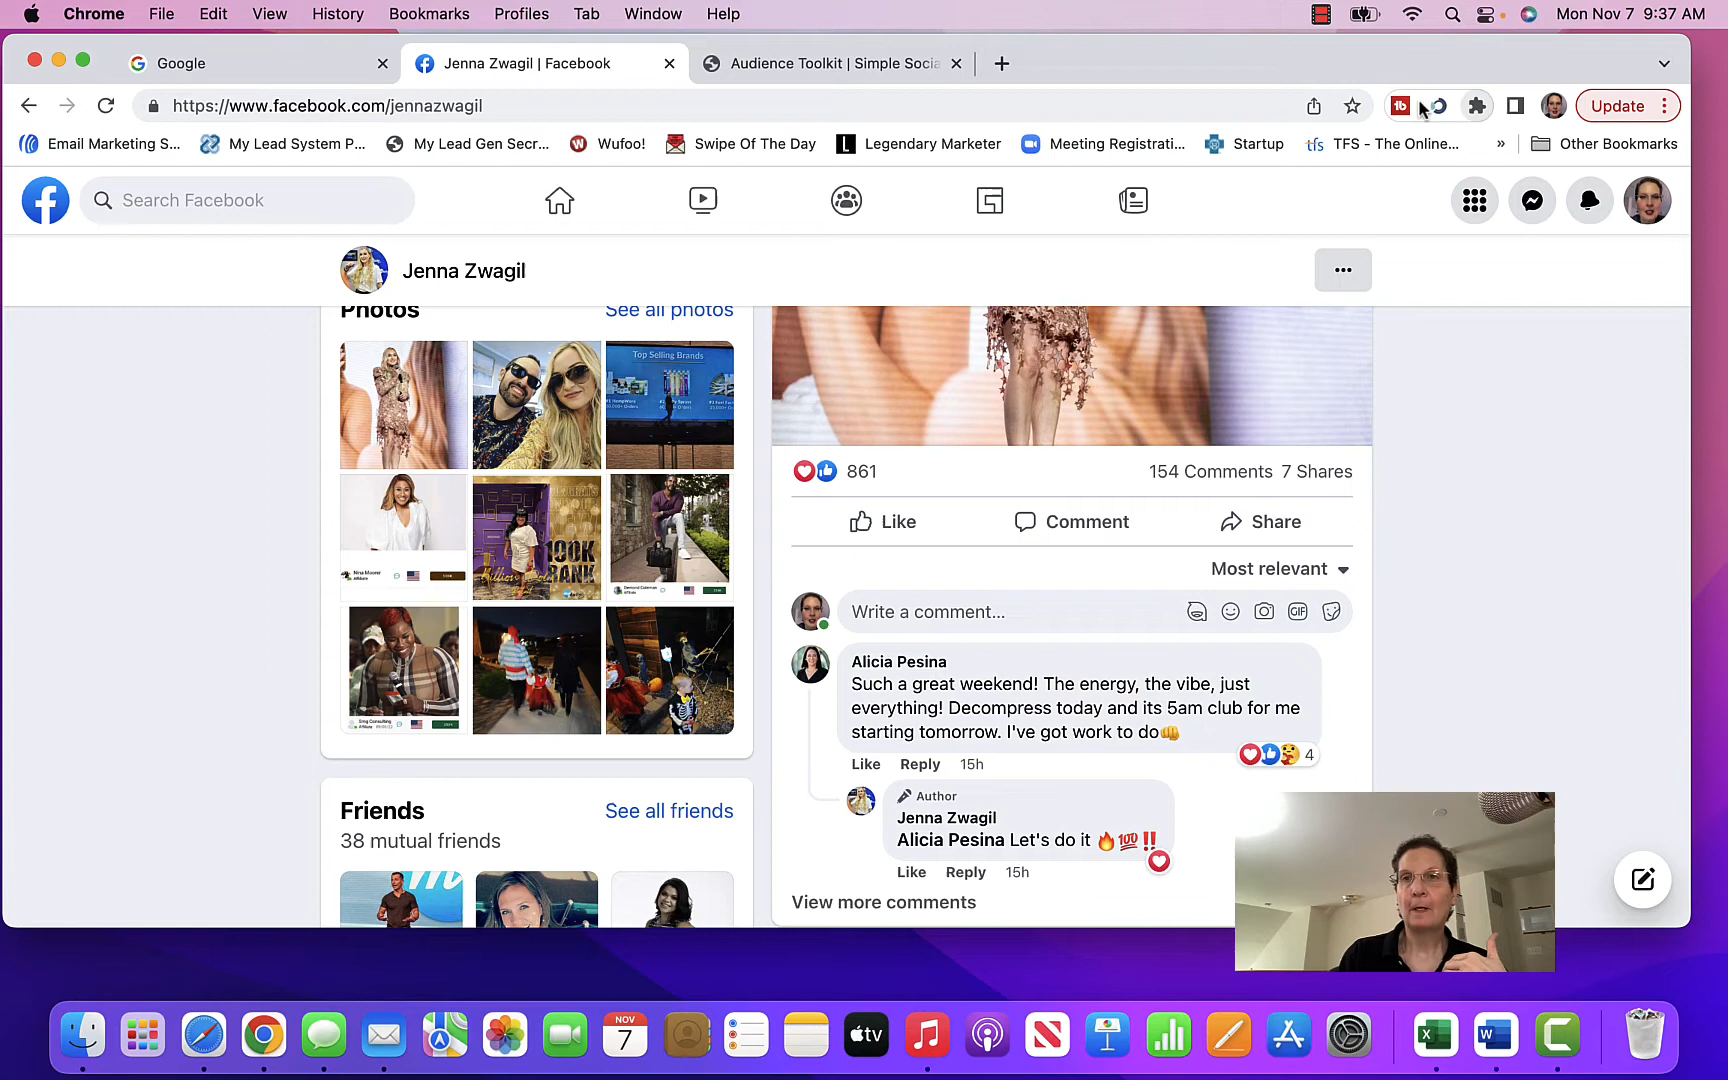 Chrome File Edit View History Bookmarks Profiles Tab Window Help
Mon Nov 7 9:37 AM
Google
Jenna Zwagil | Facebook
Audience Toolkit | Simple Socia
https://www.facebook.com/jennazwagil
tb
Update
Email Marketing S...
My Lead System P...
My Lead Gen Secr...
Wufoo!
Swipe Of The Day
Legendary Marketer
Meeting Registrati...
Startup
tfs
TFS - The Online...
»
Other Bookmarks
Search Facebook
Jenna Zwagil
Photos
See all photos
Top Selling Brands
100K
RANK
861
154 Comments 7 Shares
Like
Comment
Share
Most relevant
Write a comment...
GIF
Alicia Pesina
Such a great weekend! The energy, the vibe, just
everything! Decompress today and its 5am club for me
starting tomorrow. I've got work to do👊
4
Like Reply 15h
Author
Jenna Zwagil
Alicia Pesina Let's do it 🔥💯‼️
Like Reply 15h
View more comments
Friends
See all friends
38 mutual friends
NOV
7
tv